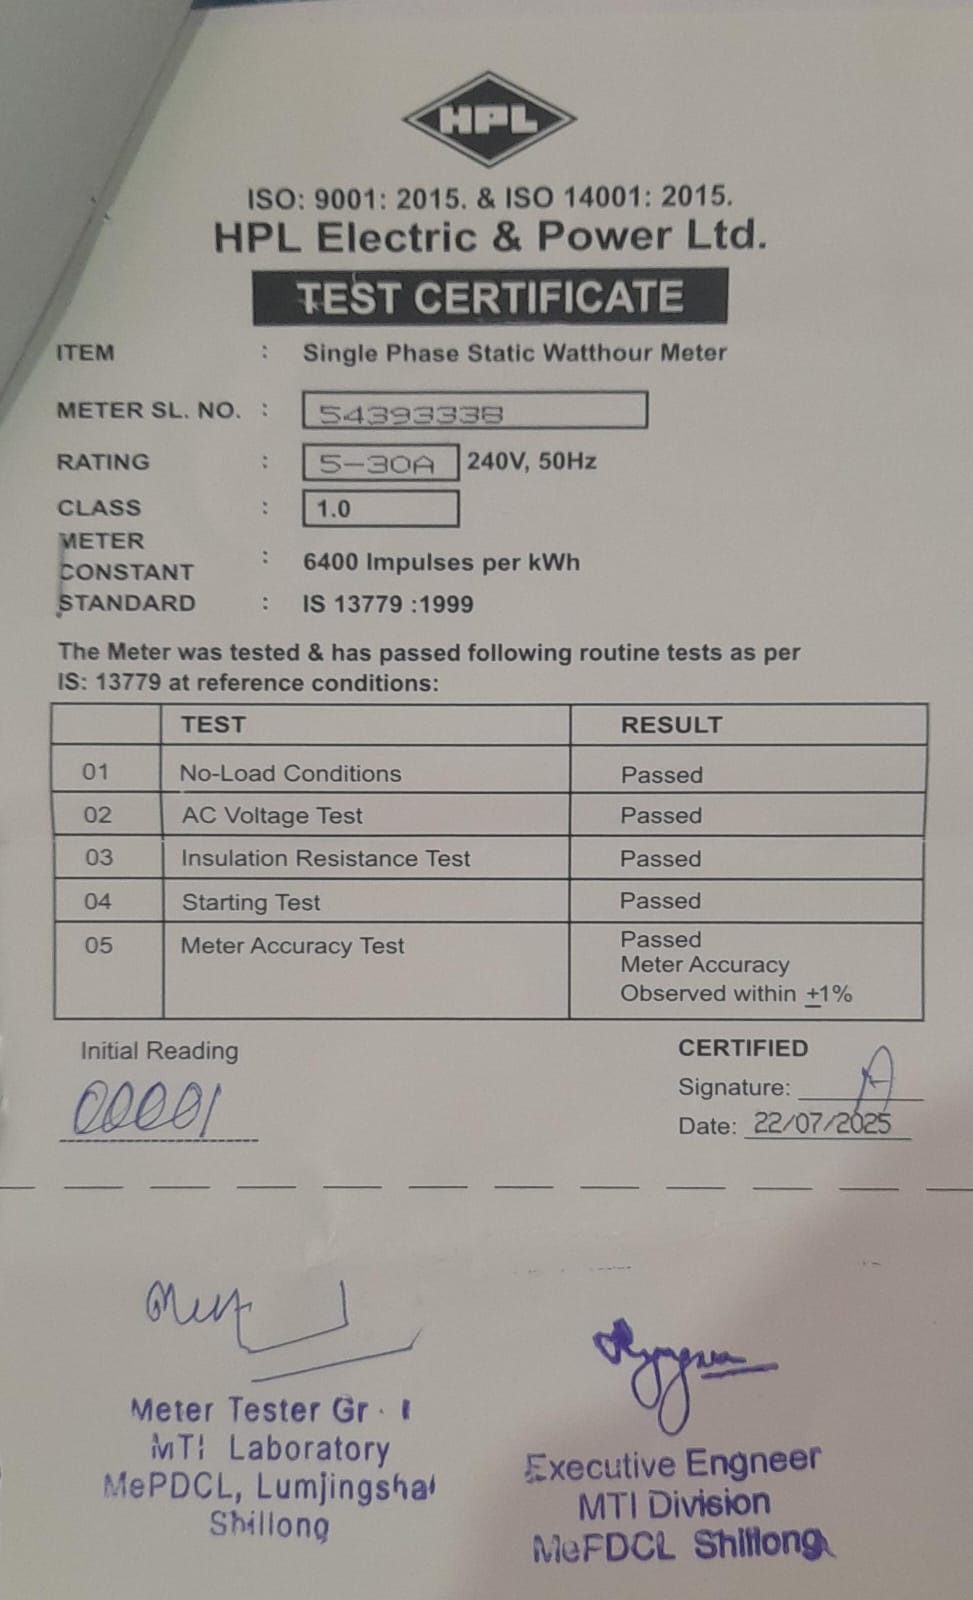 HPL
ISO: 9001: 2015. & ISO 14001: 2015.
HPL Electric & Power Ltd.
TEST CERTIFICATE
ITEM : Single Phase Static Watthour Meter
METER SL. NO. : 54393338
RATING : 5-30A 240V, 50Hz
CLASS : 1.0
METER
CONSTANT : 6400 Impulses per kWh
STANDARD : IS 13779 :1999
The Meter was tested & has passed following routine tests as per
IS: 13779 at reference conditions:
TEST RESULT
01 No-Load Conditions Passed
02 AC Voltage Test Passed
03 Insulation Resistance Test Passed
04 Starting Test Passed
05 Meter Accuracy Test Passed
Meter Accuracy
Observed within ±1%
Initial Reading
00001
CERTIFIED
Signature:
Date: 22/07/2025
Meter Tester Gr - I
MTI Laboratory
MePDCL, Lumjingshai
Shillong
Executive Engneer
MTI Division
MeFDCL Shillong